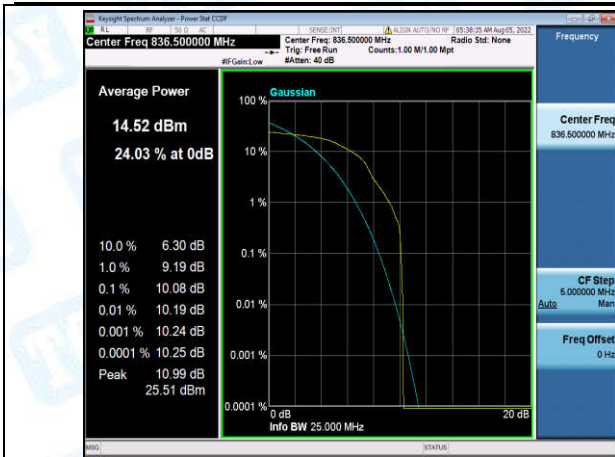 Keysight Spectrum Analyzer - Power Stat CCDF
RL RF 50 Ω AC SENSE:INT ALIGN AUTO/NO RF 05:38:35 AM Aug 05, 2022
Center Freq 836.500000 MHz
Center Freq: 836.500000 MHz Radio Std: None
Trig: Free Run Counts:1.00 M/1.00 Mpt
#IFGain:Low #Atten: 40 dB
Frequency
Average Power
14.52 dBm
24.03 % at 0dB
10.0 % 6.30 dB
1.0 % 9.19 dB
0.1 % 10.08 dB
0.01 % 10.19 dB
0.001 % 10.24 dB
0.0001 % 10.25 dB
Peak 10.99 dB
25.51 dBm
Gaussian
100 %
10 %
1 %
0.1 %
0.01 %
0.001 %
0.0001 %
0 dB 20 dB
Info BW 25.000 MHz
Center Freq
836.500000 MHz
CF Step
5.000000 MHz
Auto Man
Freq Offset
0 Hz
MSG STATUS